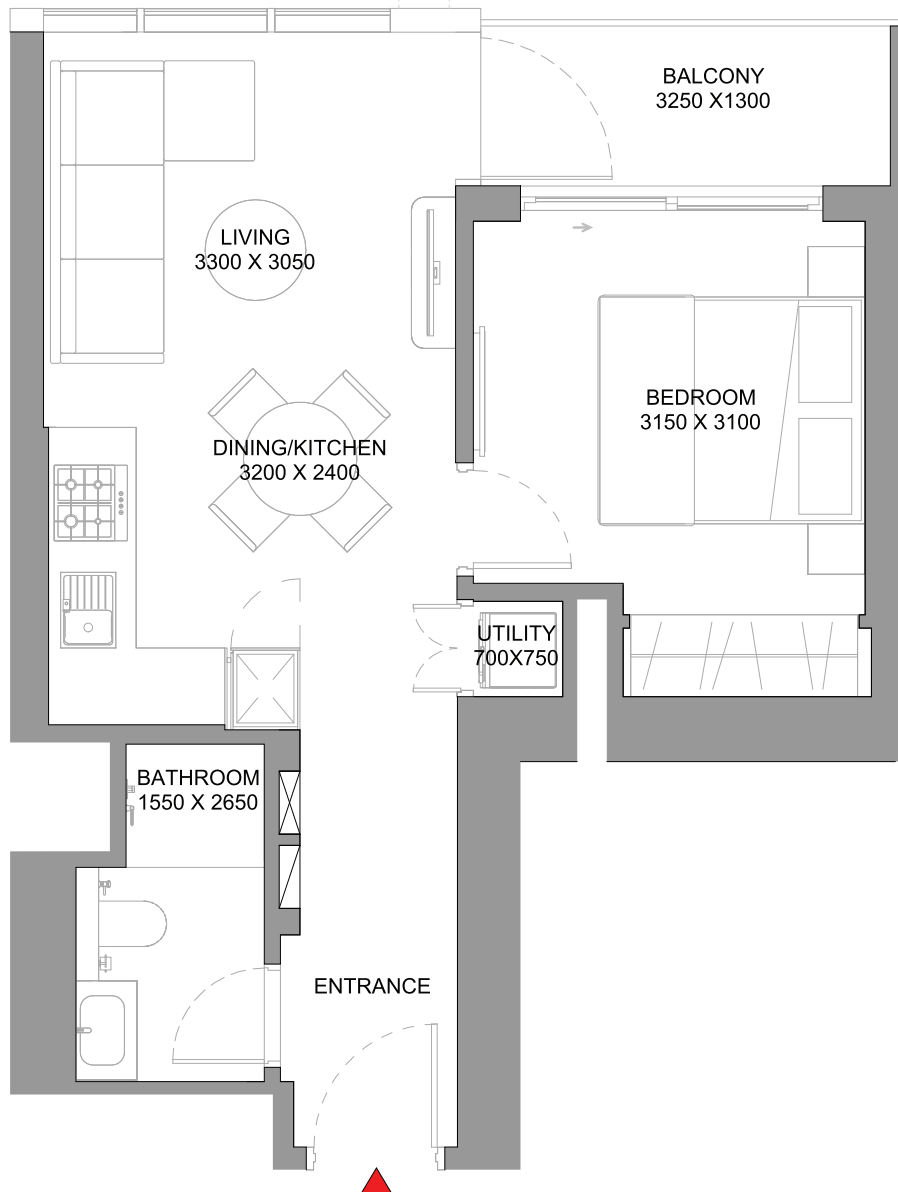 BALCONY
3250 X1300
LIVING
3300 X 3050
BEDROOM
3150 X 3100
DINING/KITCHEN
3200 X 2400
UTILITY
700X750
BATHROOM
1550 X 2650
ENTRANCE